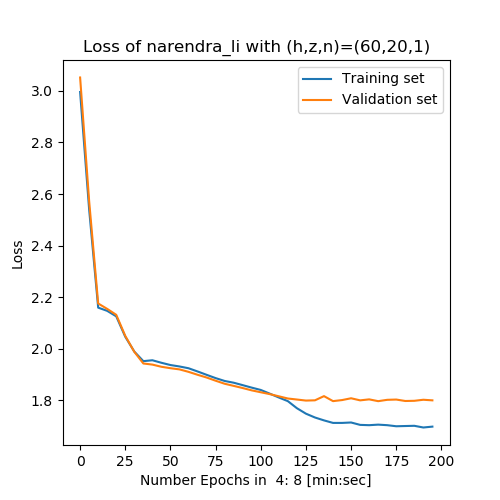 Loss of narendra_li with (h,z,n)=(60,20,1)
Training set
Validation set
3.0
2.8
2.6
2.4
2.2
2.0
1.8
Loss
0 25 50 75 100 125 150 175 200
Number Epochs in  4: 8 [min:sec]